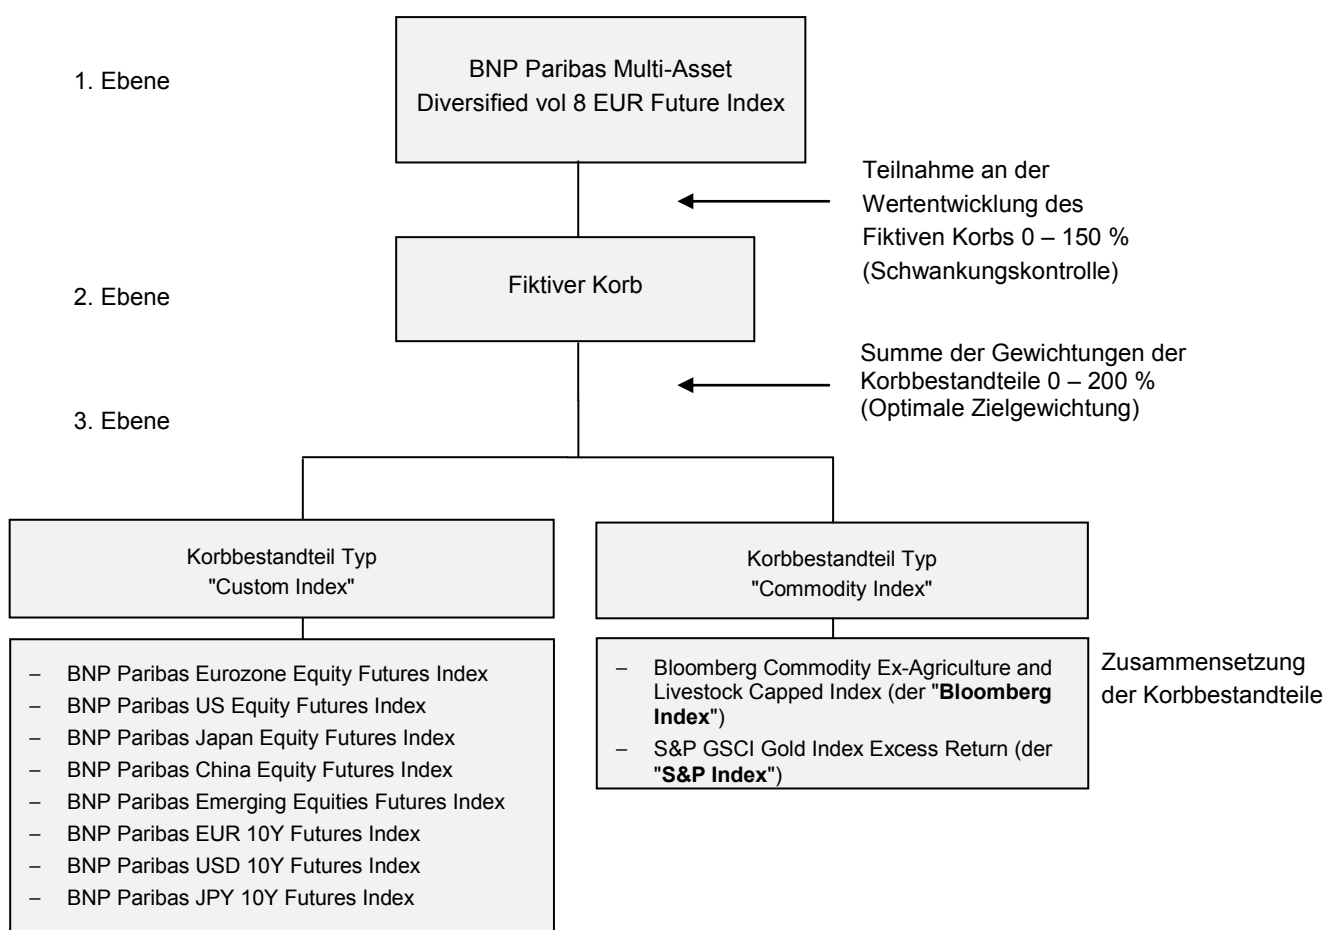 1. Ebene
BNP Paribas Multi-Asset
Diversified vol 8 EUR Future Index
Teilnahme an der
Wertentwicklung des
Fiktiven Korbs 0 – 150 %
(Schwankungskontrolle)
2. Ebene
Fiktiver Korb
Summe der Gewichtungen der
Korbbestandteile 0 – 200 %
(Optimale Zielgewichtung)
3. Ebene
Korbbestandteil Typ
"Custom Index"
Korbbestandteil Typ
"Commodity Index"
– BNP Paribas Eurozone Equity Futures Index
– BNP Paribas US Equity Futures Index
– BNP Paribas Japan Equity Futures Index
– BNP Paribas China Equity Futures Index
– BNP Paribas Emerging Equities Futures Index
– BNP Paribas EUR 10Y Futures Index
– BNP Paribas USD 10Y Futures Index
– BNP Paribas JPY 10Y Futures Index
– Bloomberg Commodity Ex-Agriculture and
Livestock Capped Index (der "Bloomberg
Index")
– S&P GSCI Gold Index Excess Return (der
"S&P Index")
Zusammensetzung
der Korbbestandteile